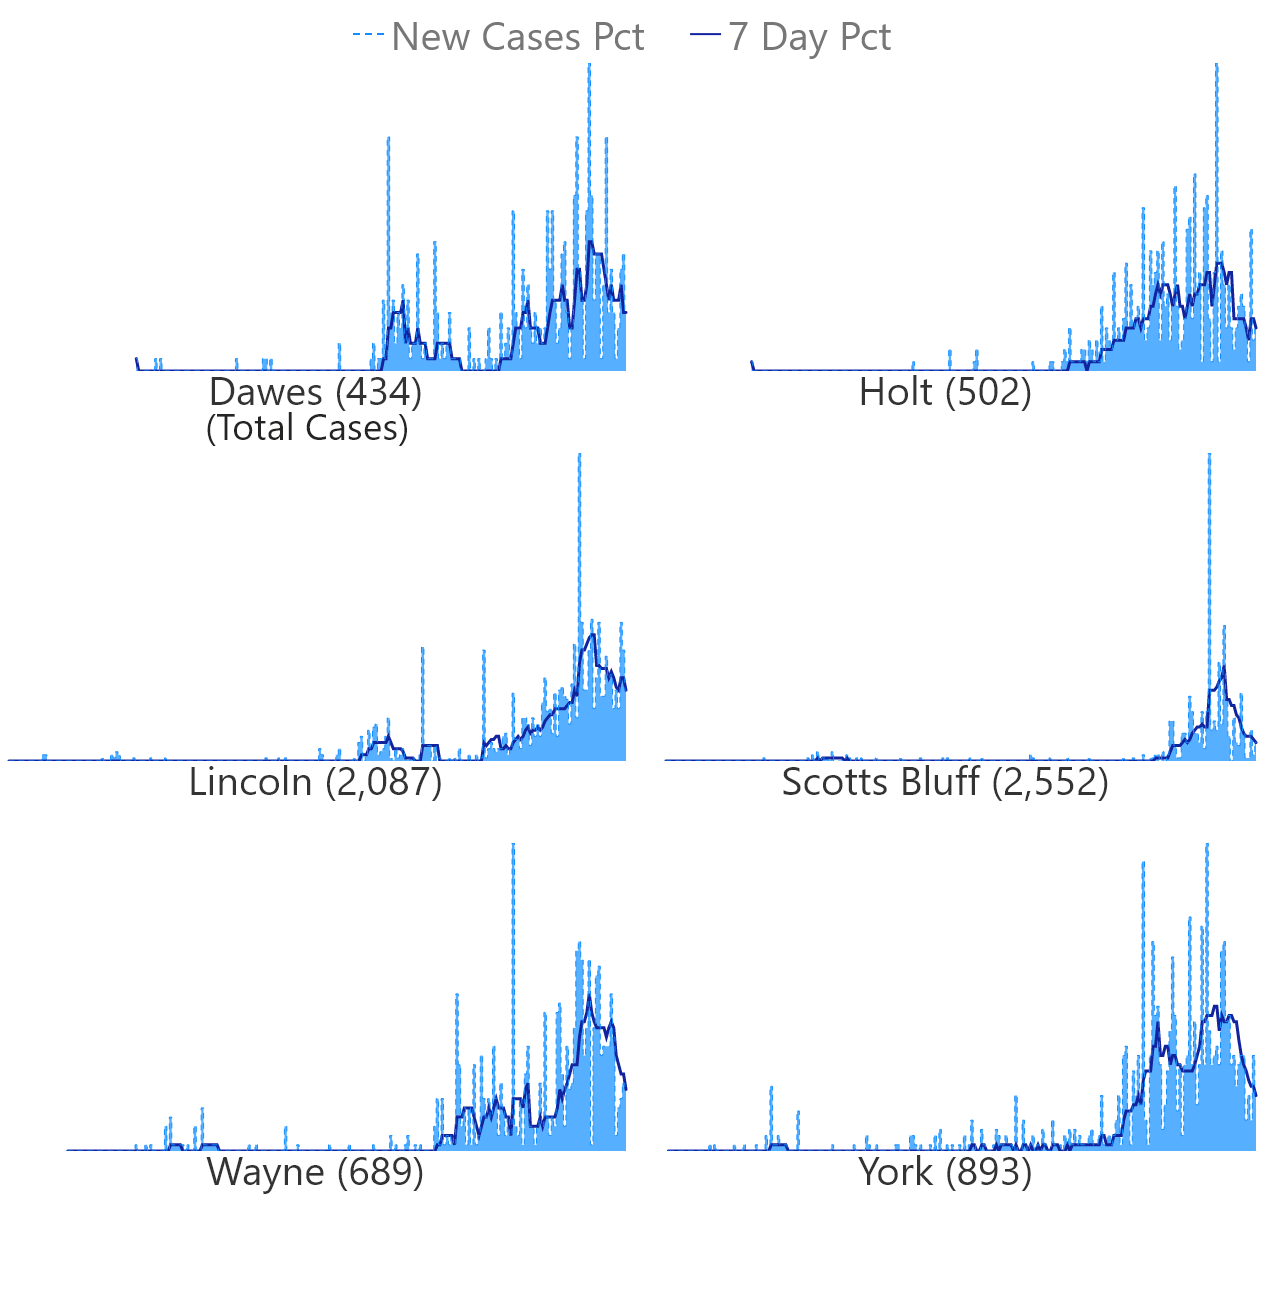 New Cases Pct 7 Day Pct
Dawes (434)
(Total Cases)
Holt (502)
Lincoln (2,087)
Scotts Bluff (2,552)
Wayne (689)
York (893)